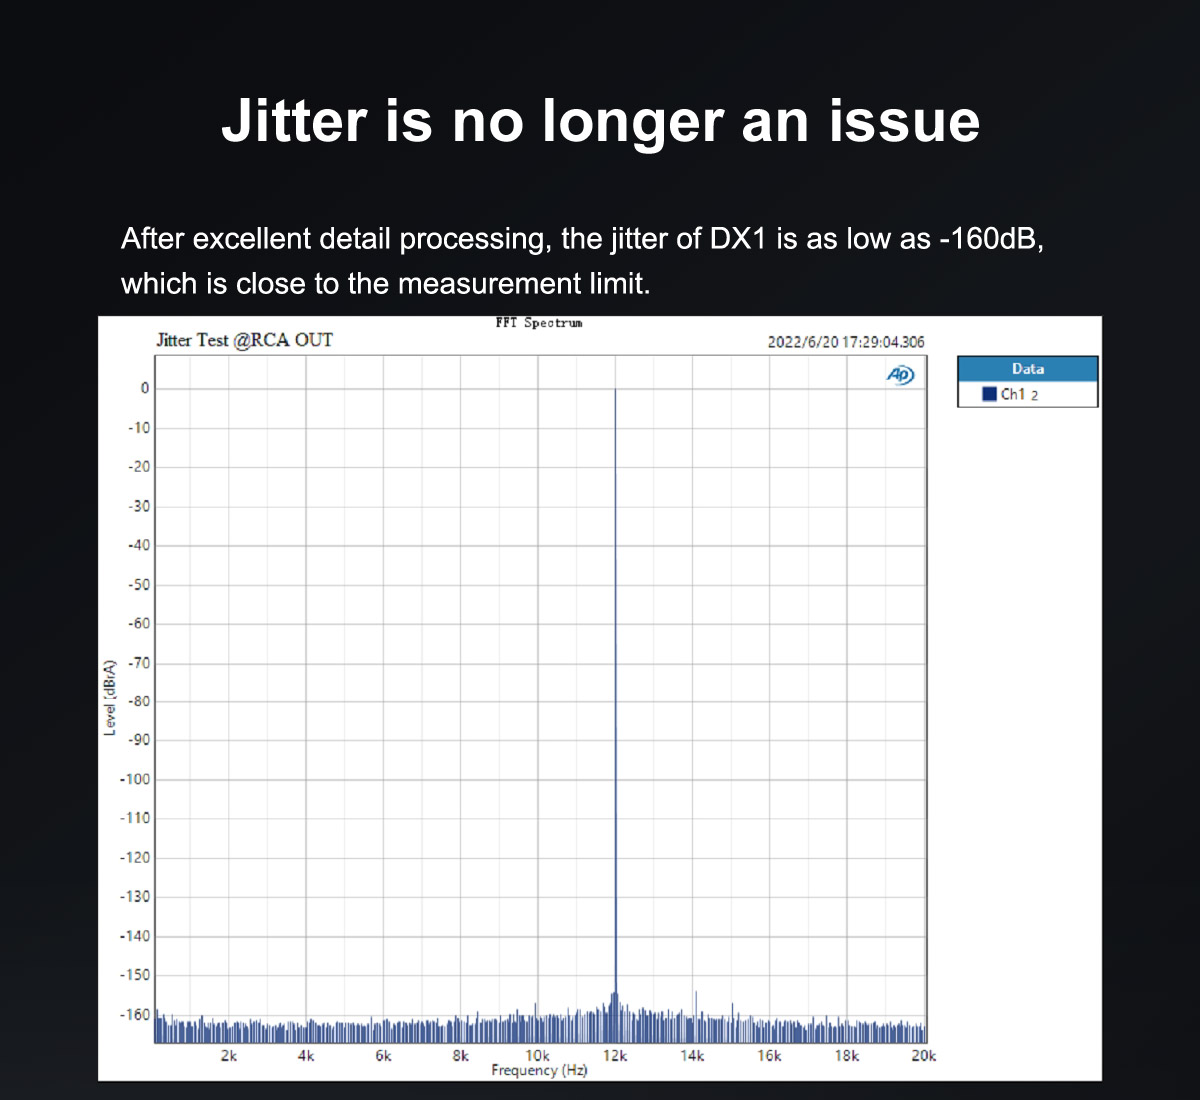 Jitter is no longer an issue
After excellent detail processing, the jitter of DX1 is as low as -160dB,
which is close to the measurement limit.
FFT Spectrum
Jitter Test @RCA OUT
2022/6/20 17:29:04.306
AP
Data
Ch1 2
0
-10
-20
-30
-40
-50
-60
-70
-80
-90
-100
-110
-120
-130
-140
-150
-160
Level (dBrA)
2k 4k 6k 8k 10k 12k 14k 16k 18k 20k
Frequency (Hz)